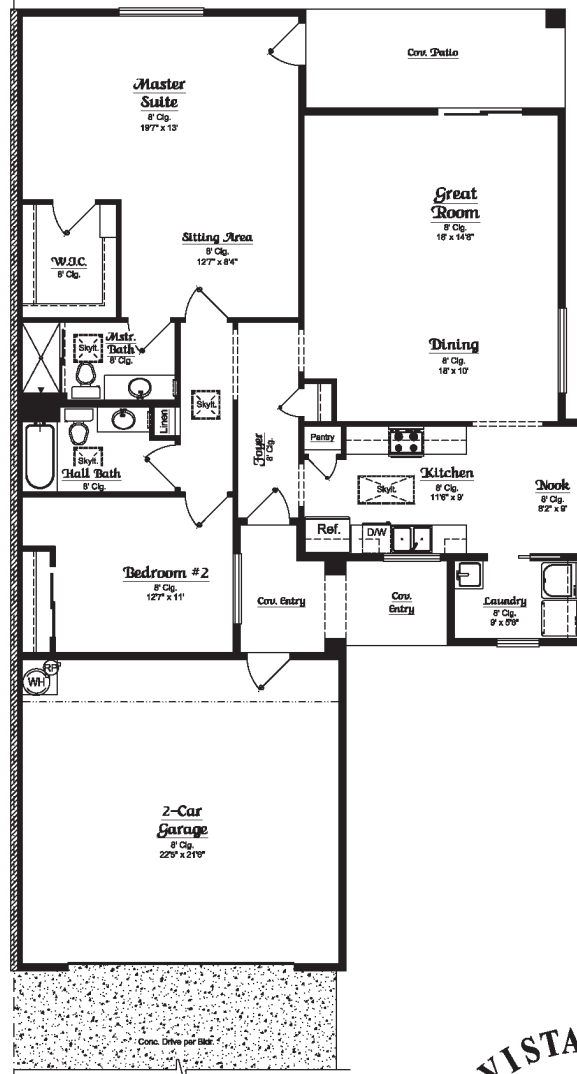 Cov. Patio
Master
Suite
8' Clg.
19'7" x 13'
Great
Room
8' Clg.
18' x 14'8"
Sitting Area
8' Clg.
12'7" x 8'4"
W.I.C.
8' Clg.
Mstr.
Bath
8' Clg.
Skylt.
Skylt.
Dining
8' Clg.
18' x 10'
Linen
Hall Bath
8' Clg.
Skylt.
Foyer
8' Clg.
Pantry
Kitchen
8' Clg.
11'6" x 9'
Skylt.
Nook
8' Clg.
8'2" x 9'
Ref.
D/W
Bedroom #2
8' Clg.
12'7" x 11'
Cov. Entry
Cov.
Entry
Laundry
8' Clg.
9' x 5'6"
WH
RP
2-Car
Garage
8' Clg.
22'5" x 21'6"
Conc. Drive per Bldr.
VISTA